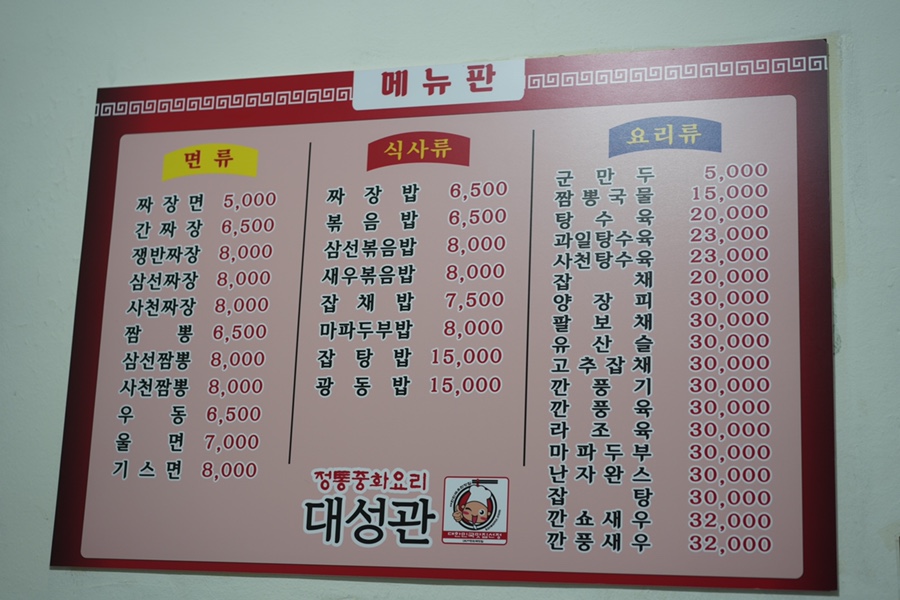 메뉴판
면류
짜장면 5,000
간짜장 6,500
쟁반짜장 8,000
삼선짜장 8,000
사천짜장 8,000
짬뽕 6,500
삼선짬뽕 8,000
사천짬뽕 8,000
우동 6,500
울면 7,000
기스면 8,000
식사류
짜장밥 6,500
볶음밥 6,500
삼선볶음밥 8,000
새우볶음밥 8,000
잡채밥 7,500
마파두부밥 8,000
잡탕밥 15,000
광동밥 15,000
요리류
군만두 5,000
짬뽕국물 15,000
탕수육 20,000
과일탕수육 23,000
사천탕수육 23,000
잡채 20,000
양장피 30,000
팔보채 30,000
유산슬 30,000
고추잡채 30,000
깐풍기 30,000
깐풍육 30,000
라조육 30,000
마파두부 30,000
난자완스 30,000
잡탕 30,000
깐쇼새우 32,000
깐풍새우 32,000
정통중화요리
대성관